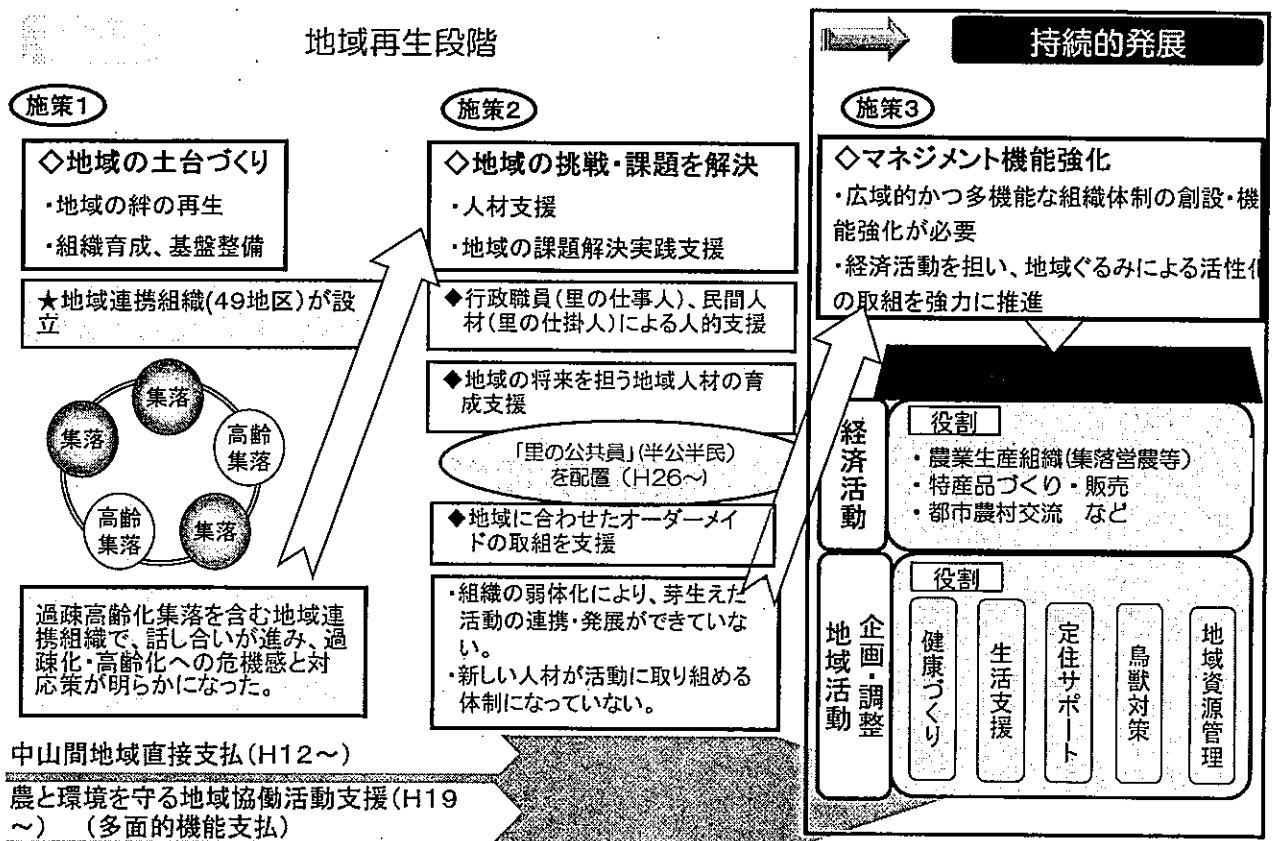 地域再生段階
持続的発展
施策1
◇地域の土台づくり
・地域の絆の再生
・組織育成、基盤整備
★地域連携組織(49地区)が設
立
集落
集落
高齢
集落
高齢
集落
集落
過疎高齢化集落を含む地域連
携組織で、話し合いが進み、過
疎化・高齢化への危機感と対
応策が明らかになった。
施策2
◇地域の挑戦・課題を解決
・人材支援
・地域の課題解決実践支援
◆行政職員(里の仕事人)、民間人
材(里の仕掛人)による人的支援
◆地域の将来を担う地域人材の育
成支援
「里の公共員」(半公半民)
を配置(H26~)
◆地域に合わせたオーダーメイ
ドの取組を支援
・組織の弱体化により、芽生えた
活動の連携・発展ができていな
い。
・新しい人材が活動に取り組める
体制になっていない。
施策3
◇マネジメント機能強化
・広域的かつ多機能な組織体制の創設・機
能強化が必要
・経済活動を担い、地域ぐるみによる活性化
の取組を強力に推進
経済活動
役割
・農業生産組織(集落営農等)
・特産品づくり・販売
・都市農村交流 など
企画・調整
地域活動
役割
健康づくり
生活支援
定住サポート
鳥獣対策
地域資源管理
中山間地域直接支払(H12~)
農と環境を守る地域協働活動支援(H19
~) (多面的機能支払)